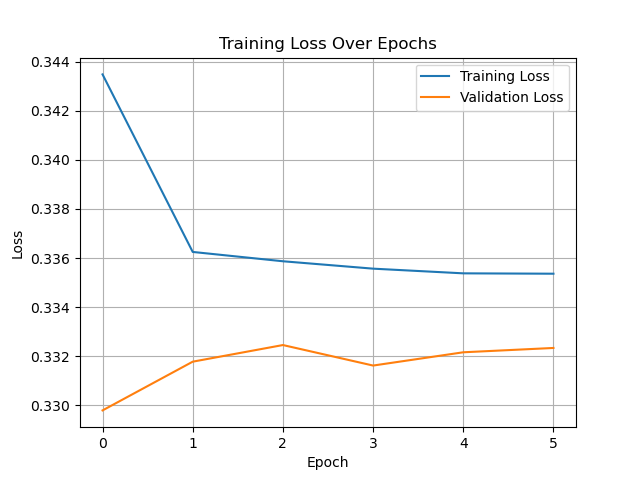 Training Loss Over Epochs
Training Loss
Validation Loss
0.344
0.342
0.340
0.338
0.336
0.334
0.332
0.330
Loss
0 1 2 3 4 5
Epoch